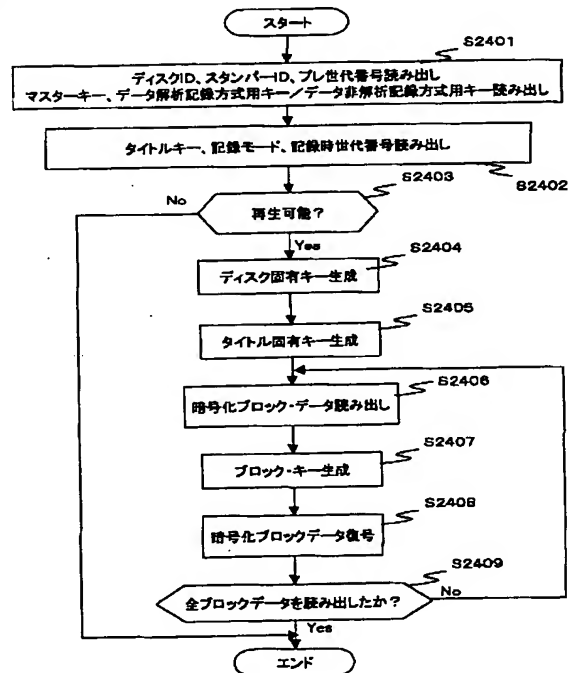 スタート
S2401
ディスクID、スタンパーID、プレ世代番号読み出し
マスターキー、データ解析記録方式用キー/データ非解析記録方式用キー読み出し
タイトルキー、記録モード、記録時世代番号読み出し
S2402
S2403
No
再生可能?
Yes
S2404
ディスク固有キー生成
S2405
タイトル固有キー生成
S2406
暗号化ブロック・データ読み出し
S2407
ブロック・キー生成
S2408
暗号化ブロックデータ復号
S2409
全ブロックデータを読み出したか?
No
Yes
エンド